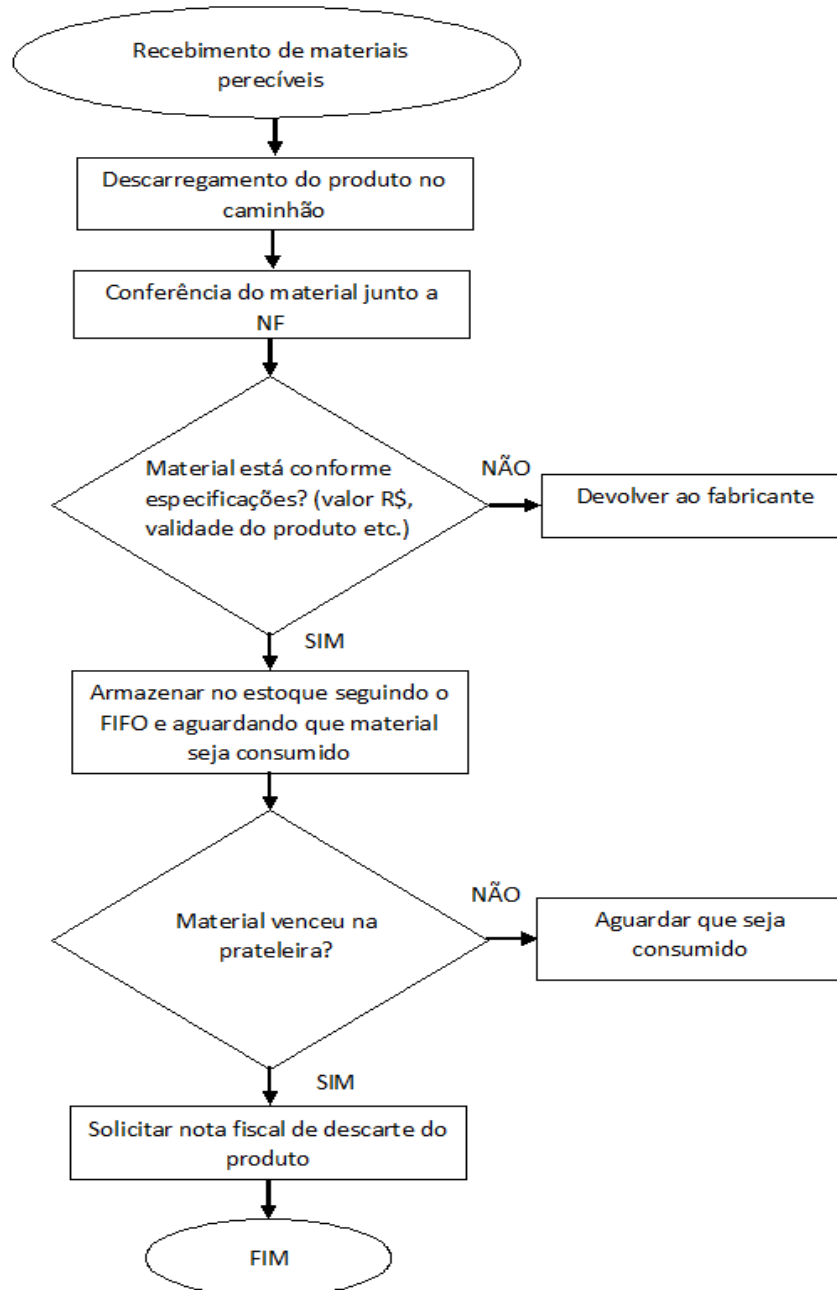 Recebimento de materiais
perecíveis
Descarregamento do produto no
caminhão
Conferência do material junto a
NF
Material está conforme
especificações? (valor R$,
validade do produto etc.)
NÃO
Devolver ao fabricante
SIM
Armazenar no estoque seguindo o
FIFO e aguardando que material
seja consumido
Material venceu na
prateleira?
NÃO
Aguardar que seja
consumido
SIM
Solicitar nota fiscal de descarte do
produto
FIM